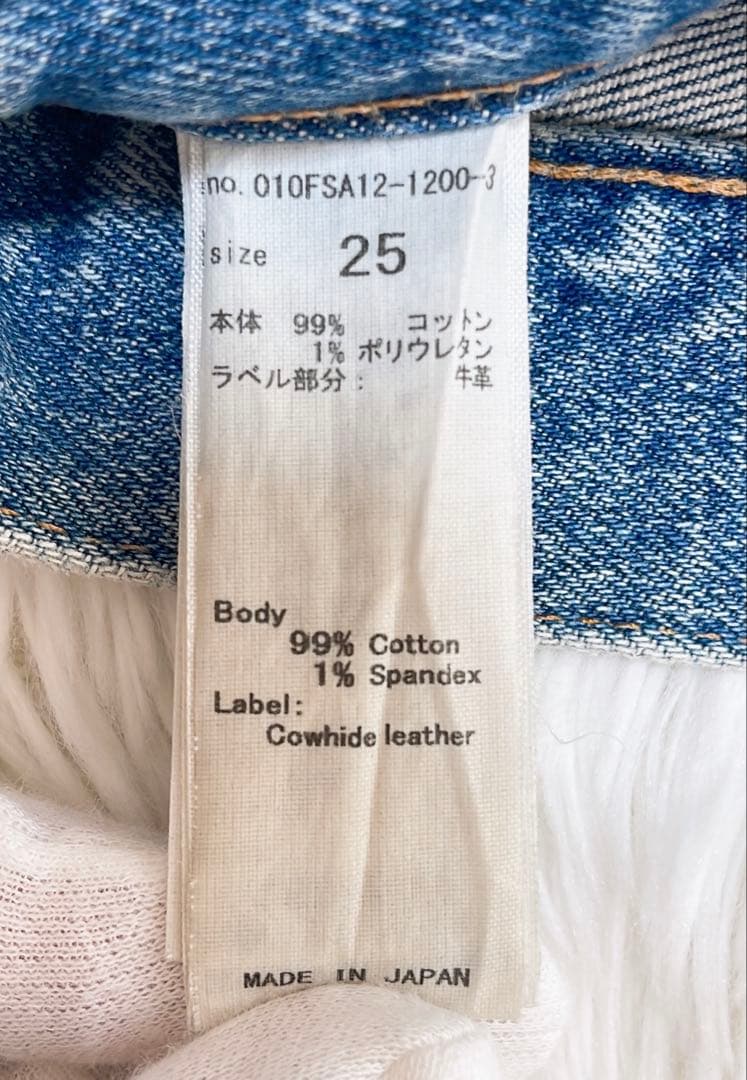 no. 010FSA12-1200-3
size 25
本体 99% コットン
1% ポリウレタン
ラベル部分: 牛革
Body
99% Cotton
1% Spandex
Label:
Cowhide leather
MADE IN JAPAN